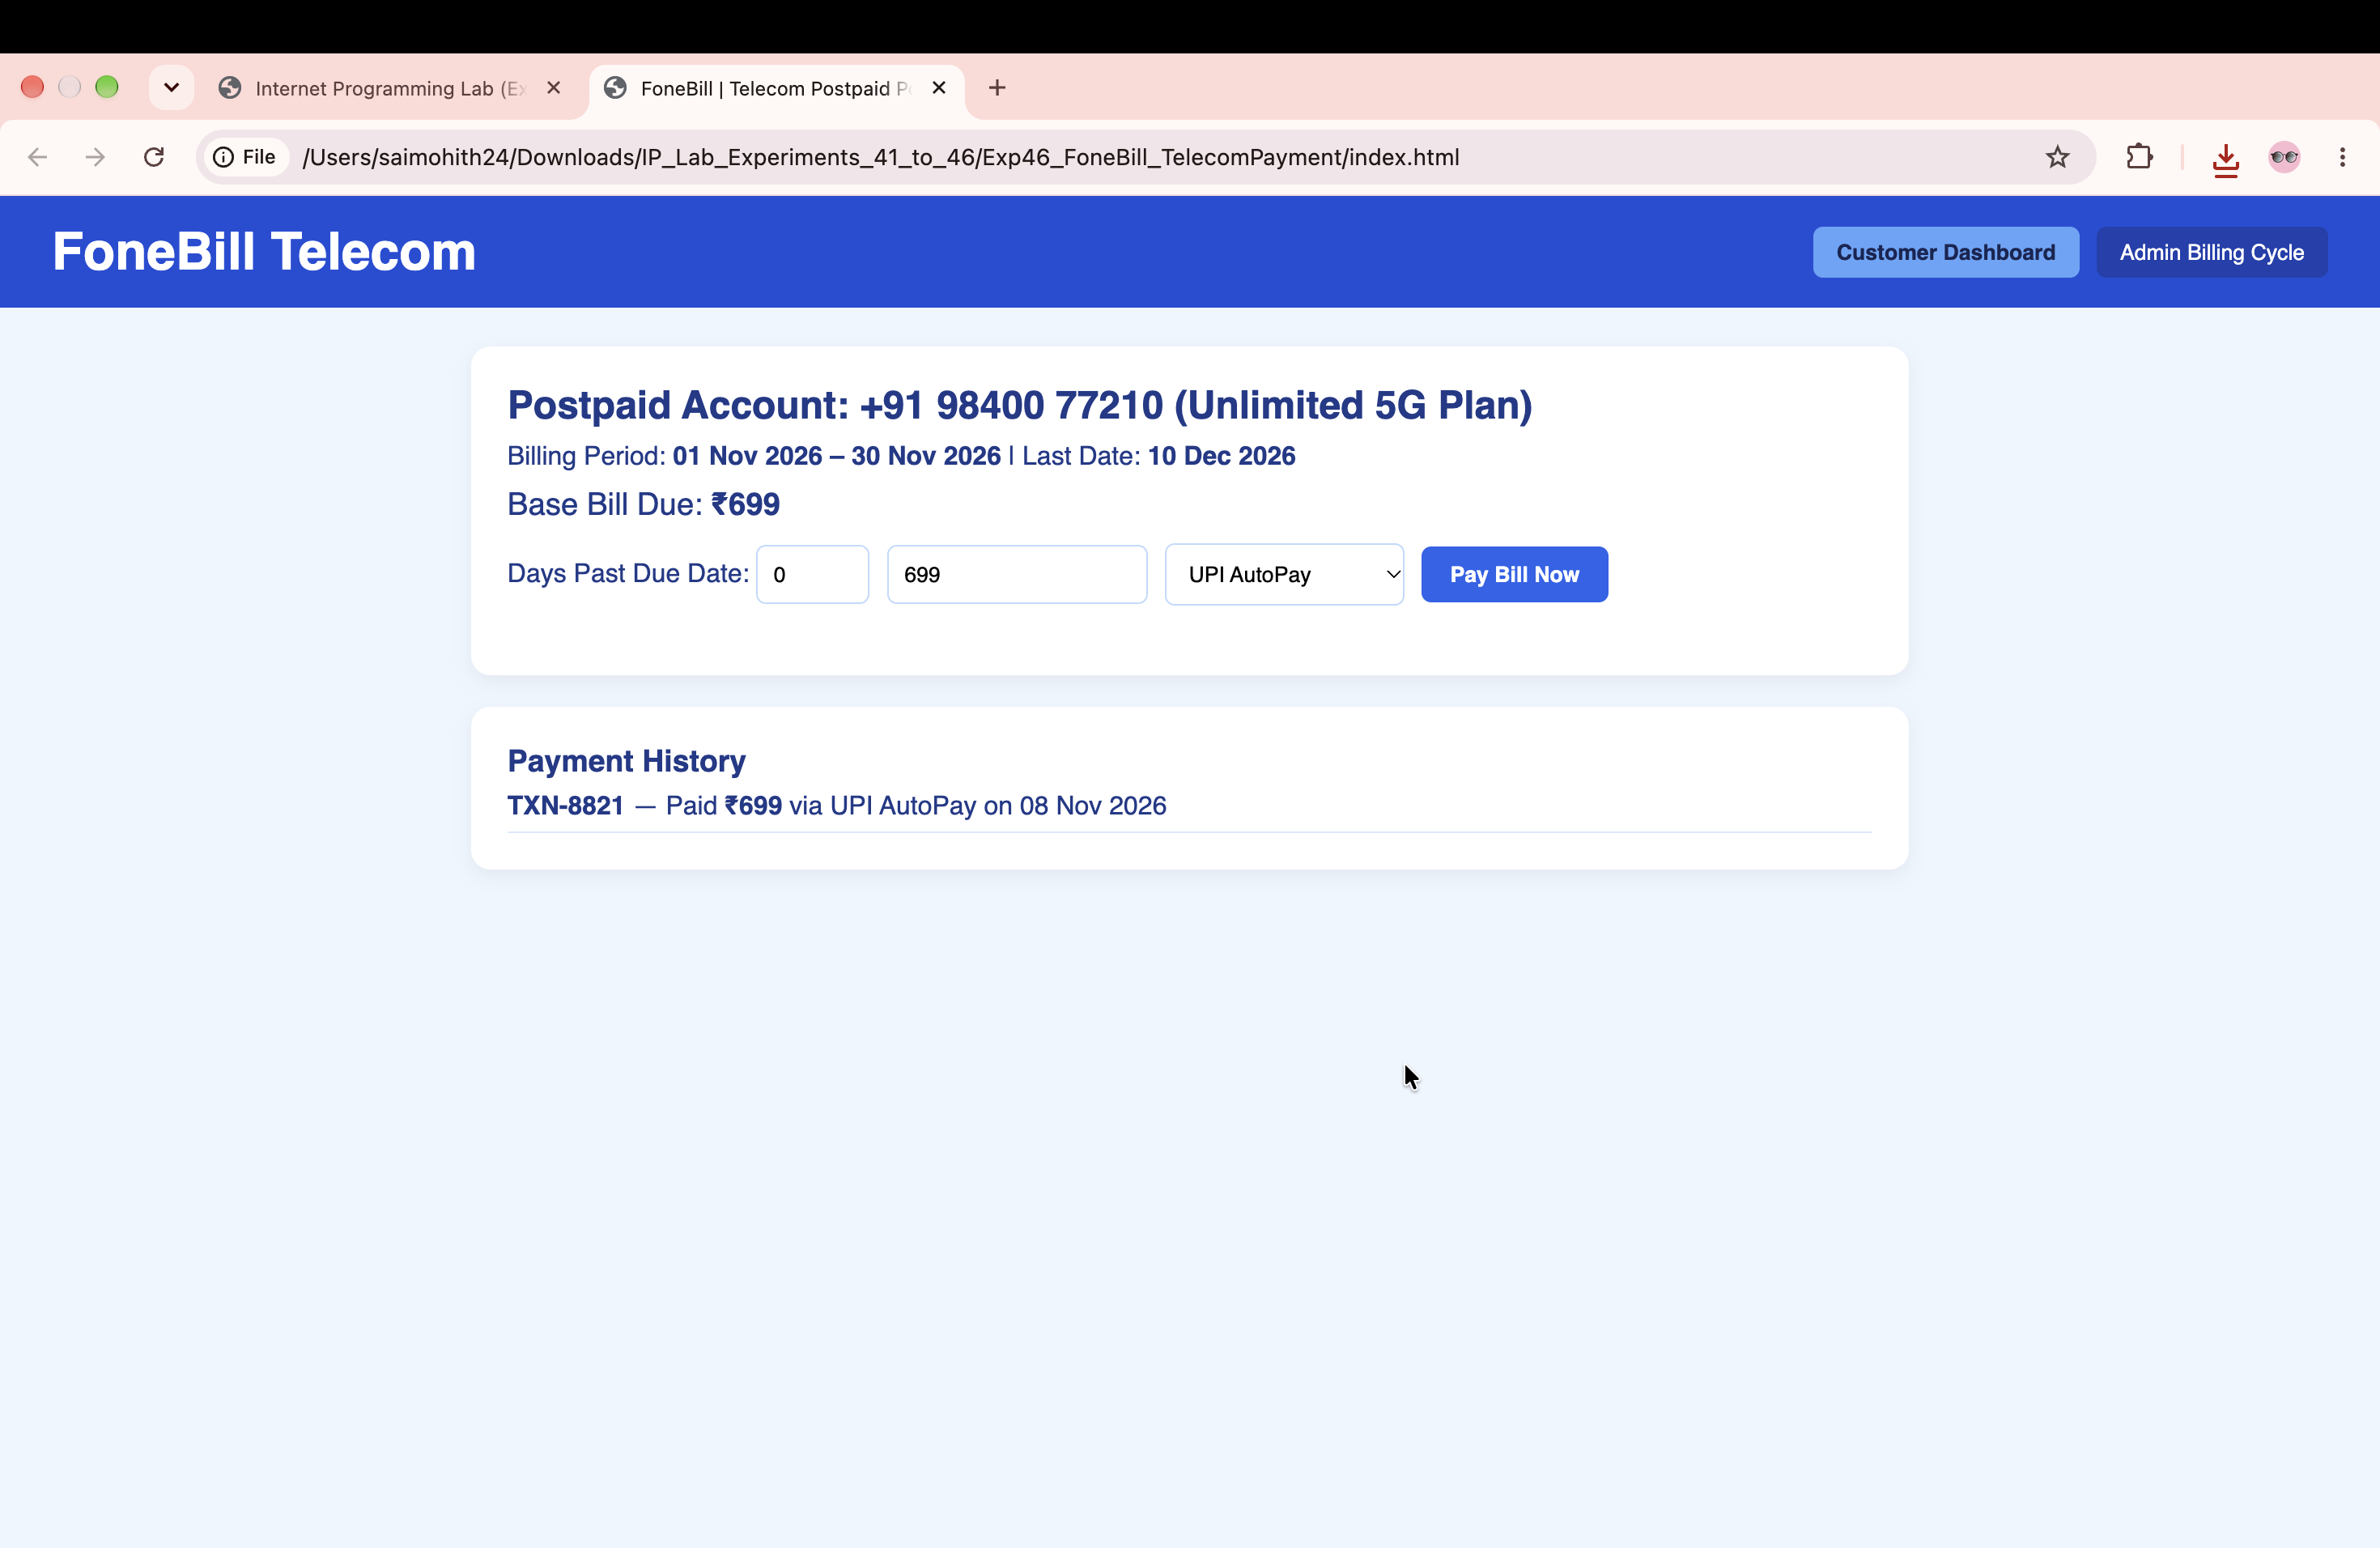 Internet Programming Lab (Ex
FoneBill | Telecom Postpaid P
File
/Users/saimohith24/Downloads/IP_Lab_Experiments_41_to_46/Exp46_FoneBill_TelecomPayment/index.html
FoneBill Telecom
Customer Dashboard
Admin Billing Cycle
Postpaid Account: +91 98400 77210 (Unlimited 5G Plan)
Billing Period: 01 Nov 2026 – 30 Nov 2026 | Last Date: 10 Dec 2026
Base Bill Due: ₹699
Days Past Due Date: 0 699 UPI AutoPay Pay Bill Now
Payment History
TXN-8821 — Paid ₹699 via UPI AutoPay on 08 Nov 2026